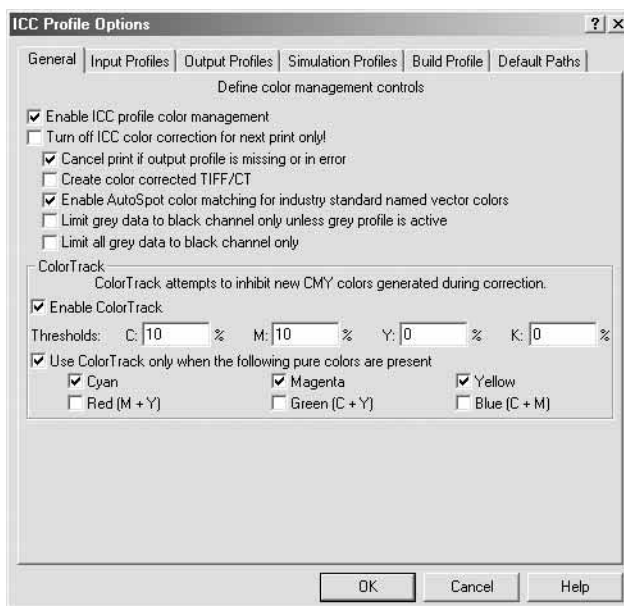 ICC Profile Options ? ×
General Input Profiles Output Profiles Simulation Profiles Build Profile Default Paths
Define color management controls
Enable ICC profile color management
Turn off ICC color correction for next print only!
Cancel print if output profile is missing or in error
Create color corrected TIFF/CT
Enable AutoSpot color matching for industry standard named vector colors
Limit grey data to black channel only unless grey profile is active
Limit all grey data to black channel only
ColorTrack
ColorTrack attempts to inhibit new CMY colors generated during correction.
Enable ColorTrack
Thresholds: C: 10 % M: 10 % Y: 0 % K: 0 %
Use ColorTrack only when the following pure colors are present
Cyan Magenta Yellow
Red (M + Y) Green (C + Y) Blue (C + M)
OK Cancel Help